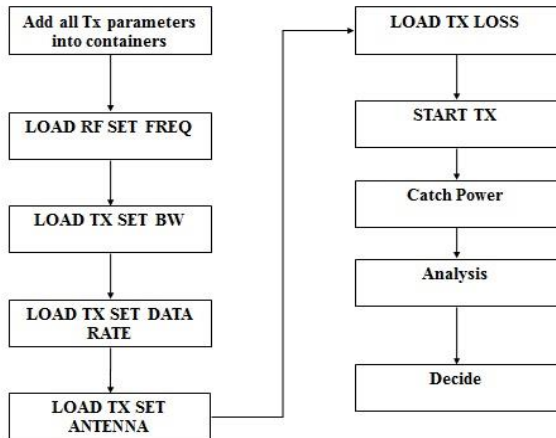 Add all Tx parameters
into containers
LOAD RF SET FREQ
LOAD TX SET BW
LOAD TX SET DATA
RATE
LOAD TX SET
ANTENNA
LOAD TX LOSS
START TX
Catch Power
Analysis
Decide